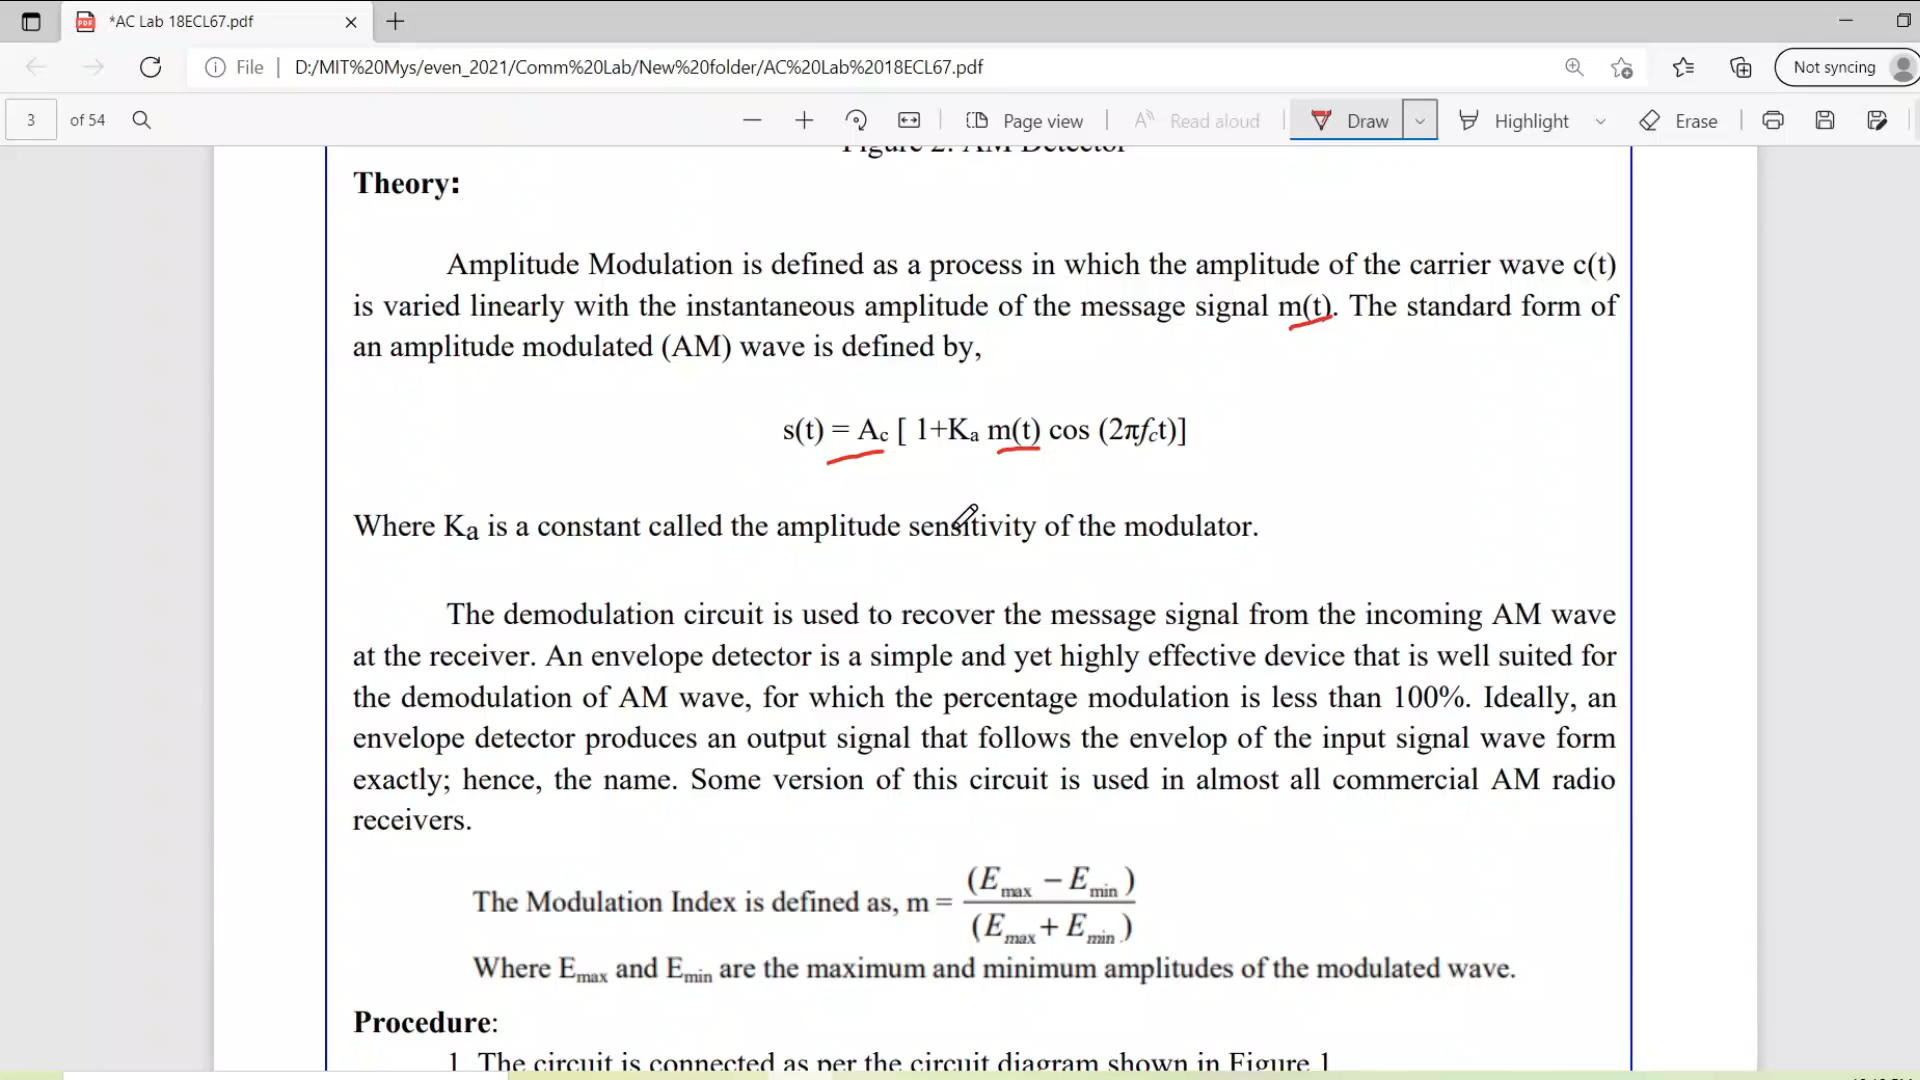 *AC Lab 18ECL67.pdf
File | D:/MIT%20Mys/even_2021/Comm%20Lab/New%20folder/AC%20Lab%2018ECL67.pdf
Not syncing
3 of 54
Page view
Read aloud
Draw
Highlight
Erase
Figure 2: AM Detector
Theory:
Amplitude Modulation is defined as a process in which the amplitude of the carrier wave c(t)
is varied linearly with the instantaneous amplitude of the message signal m(t). The standard form of
an amplitude modulated (AM) wave is defined by,
s(t) = Ac [ 1+Ka m(t) cos (2πfct)]
Where Ka is a constant called the amplitude sensitivity of the modulator.
The demodulation circuit is used to recover the message signal from the incoming AM wave
at the receiver. An envelope detector is a simple and yet highly effective device that is well suited for
the demodulation of AM wave, for which the percentage modulation is less than 100%. Ideally, an
envelope detector produces an output signal that follows the envelop of the input signal wave form
exactly; hence, the name. Some version of this circuit is used in almost all commercial AM radio
receivers.
The Modulation Index is defined as, m = (Emax − Emin) / (Emax + Emin)
Where Emax and Emin are the maximum and minimum amplitudes of the modulated wave.
Procedure:
1. The circuit is connected as per the circuit diagram shown in Figure 1